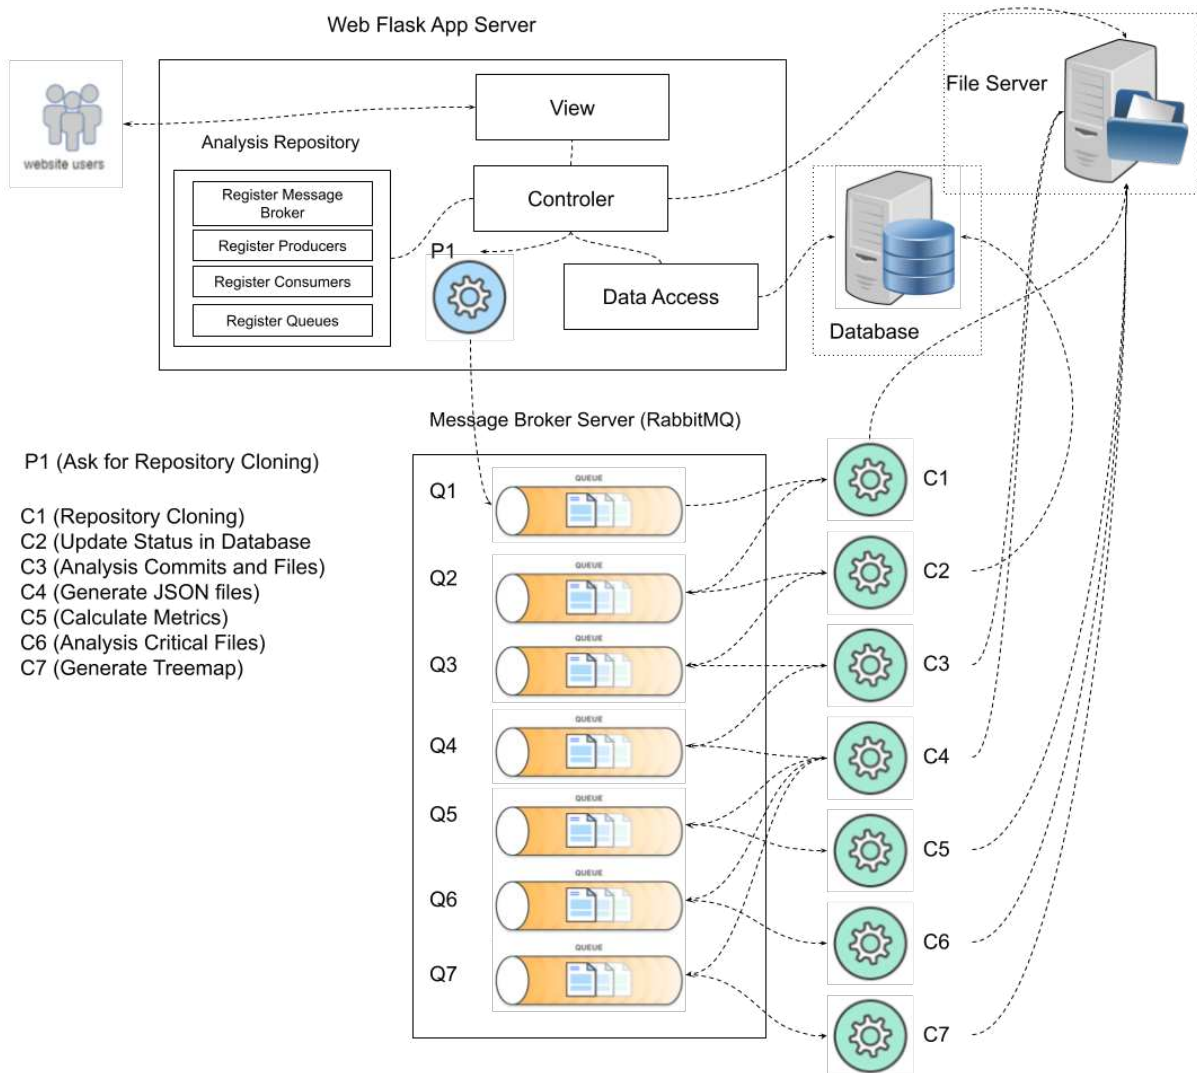 Web Flask App Server
website users
View
Analysis Repository
Register Message
Broker
Register Producers
Register Consumers
Register Queues
Controler
P1
Data Access
File Server
Database
Message Broker Server (RabbitMQ)
P1 (Ask for Repository Cloning)
C1 (Repository Cloning)
C2 (Update Status in Database
C3 (Analysis Commits and Files)
C4 (Generate JSON files)
C5 (Calculate Metrics)
C6 (Analysis Critical Files)
C7 (Generate Treemap)
Q1
QUEUE
C1
Q2
QUEUE
C2
Q3
QUEUE
C3
Q4
QUEUE
C4
Q5
QUEUE
C5
Q6
QUEUE
C6
Q7
QUEUE
C7